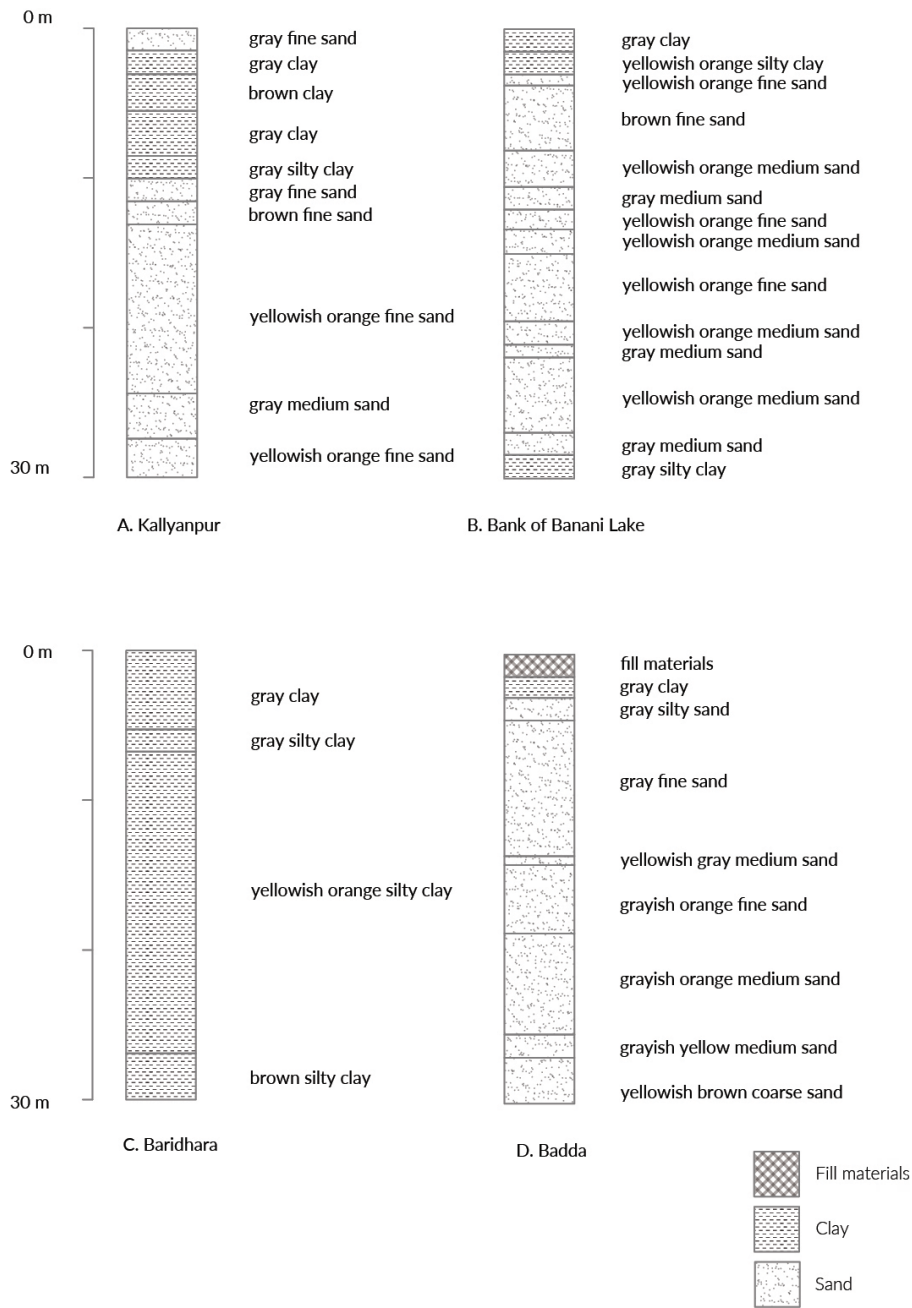 0 m
gray fine sand
gray clay
brown clay
gray clay
gray silty clay
gray fine sand
brown fine sand
yellowish orange fine sand
gray medium sand
yellowish orange fine sand
30 m
A. Kallyanpur
gray clay
yellowish orange silty clay
yellowish orange fine sand
brown fine sand
yellowish orange medium sand
gray medium sand
yellowish orange fine sand
yellowish orange medium sand
yellowish orange fine sand
yellowish orange medium sand
gray medium sand
yellowish orange medium sand
gray medium sand
gray silty clay
B. Bank of Banani Lake
0 m
gray clay
gray silty clay
yellowish orange silty clay
brown silty clay
30 m
C. Baridhara
fill materials
gray clay
gray silty sand
gray fine sand
yellowish gray medium sand
grayish orange fine sand
grayish orange medium sand
grayish yellow medium sand
yellowish brown coarse sand
D. Badda
Fill materials
Clay
Sand